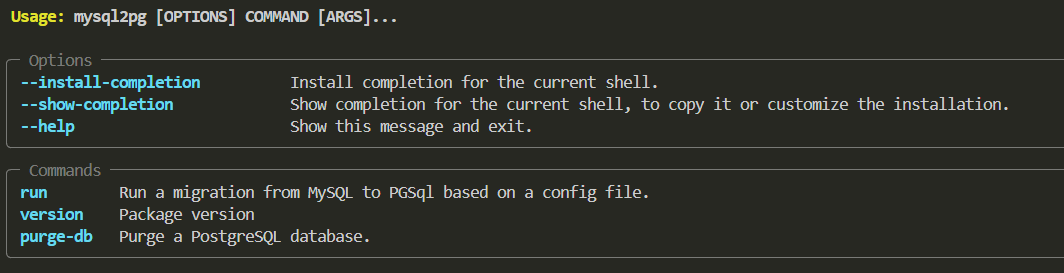 Usage: mysql2pg [OPTIONS] COMMAND [ARGS]...
Options
--install-completion Install completion for the current shell.
--show-completion Show completion for the current shell, to copy it or customize the installation.
--help Show this message and exit.
Commands
run Run a migration from MySQL to PGSql based on a config file.
version Package version
purge-db Purge a PostgreSQL database.